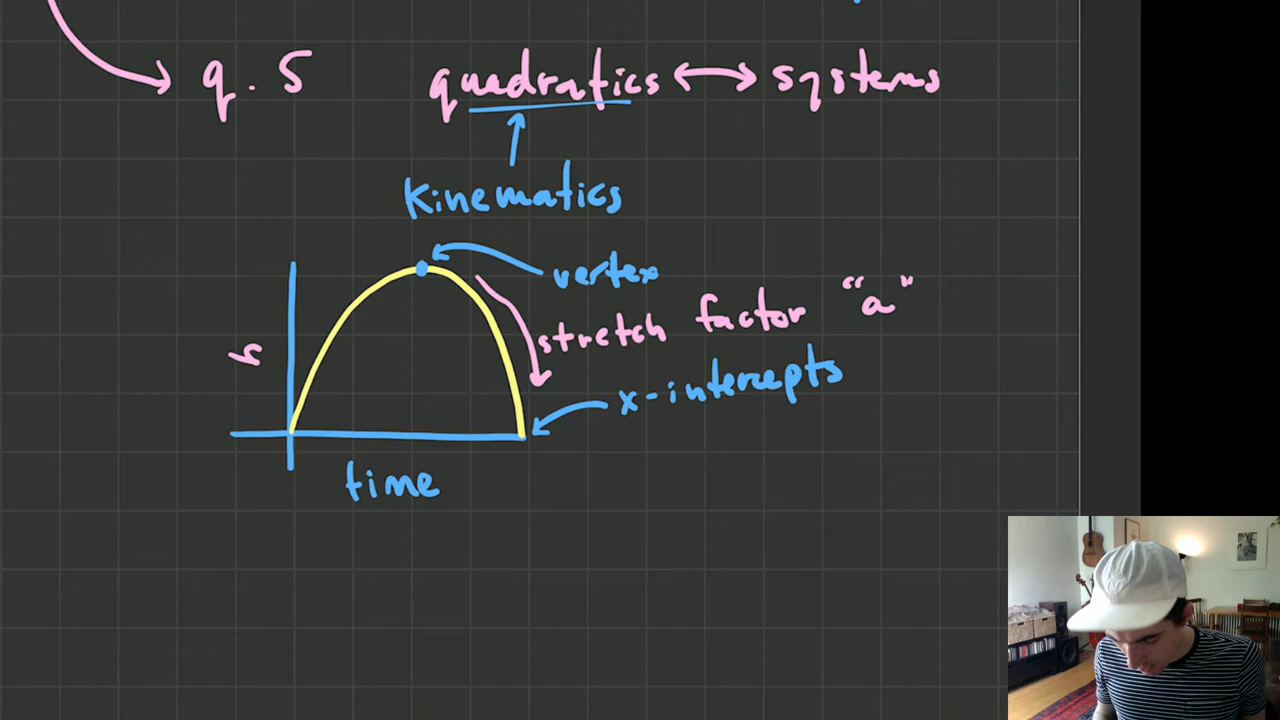 q. 5 quadratics ↔ systems
Kinematics
vertex
stretch factor "a"
h
x-intercepts
time